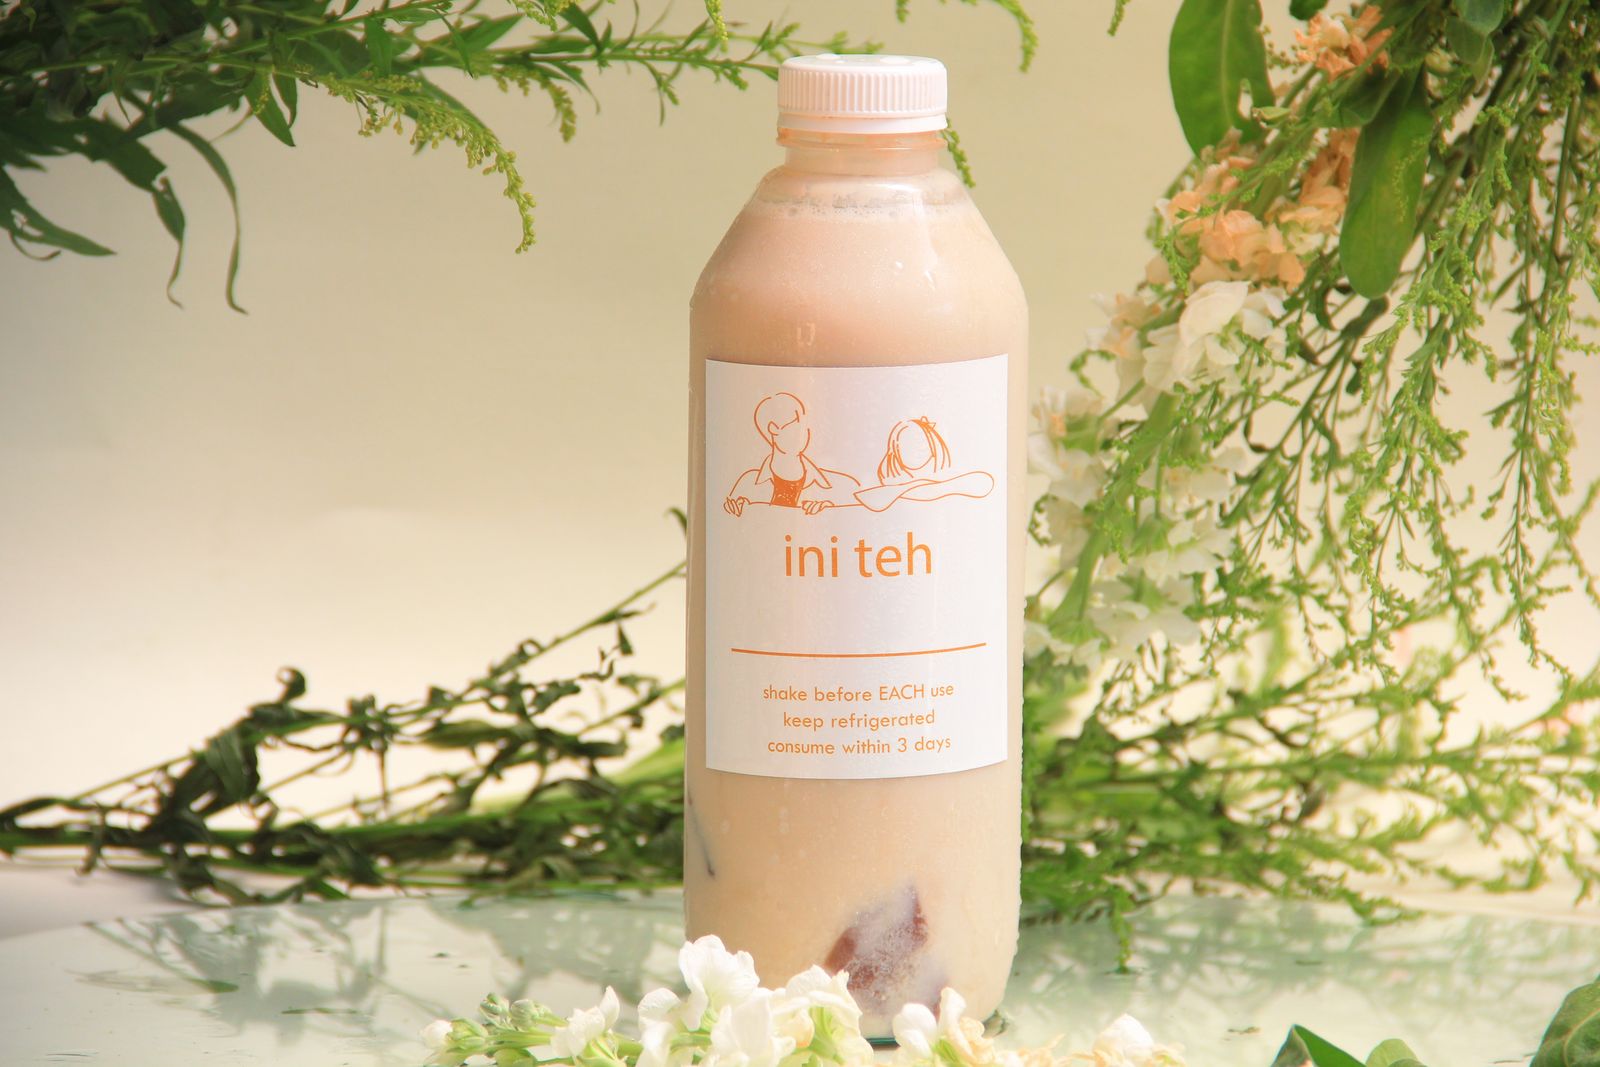 ini teh
shake before EACH use
keep refrigerated
consume within 3 days